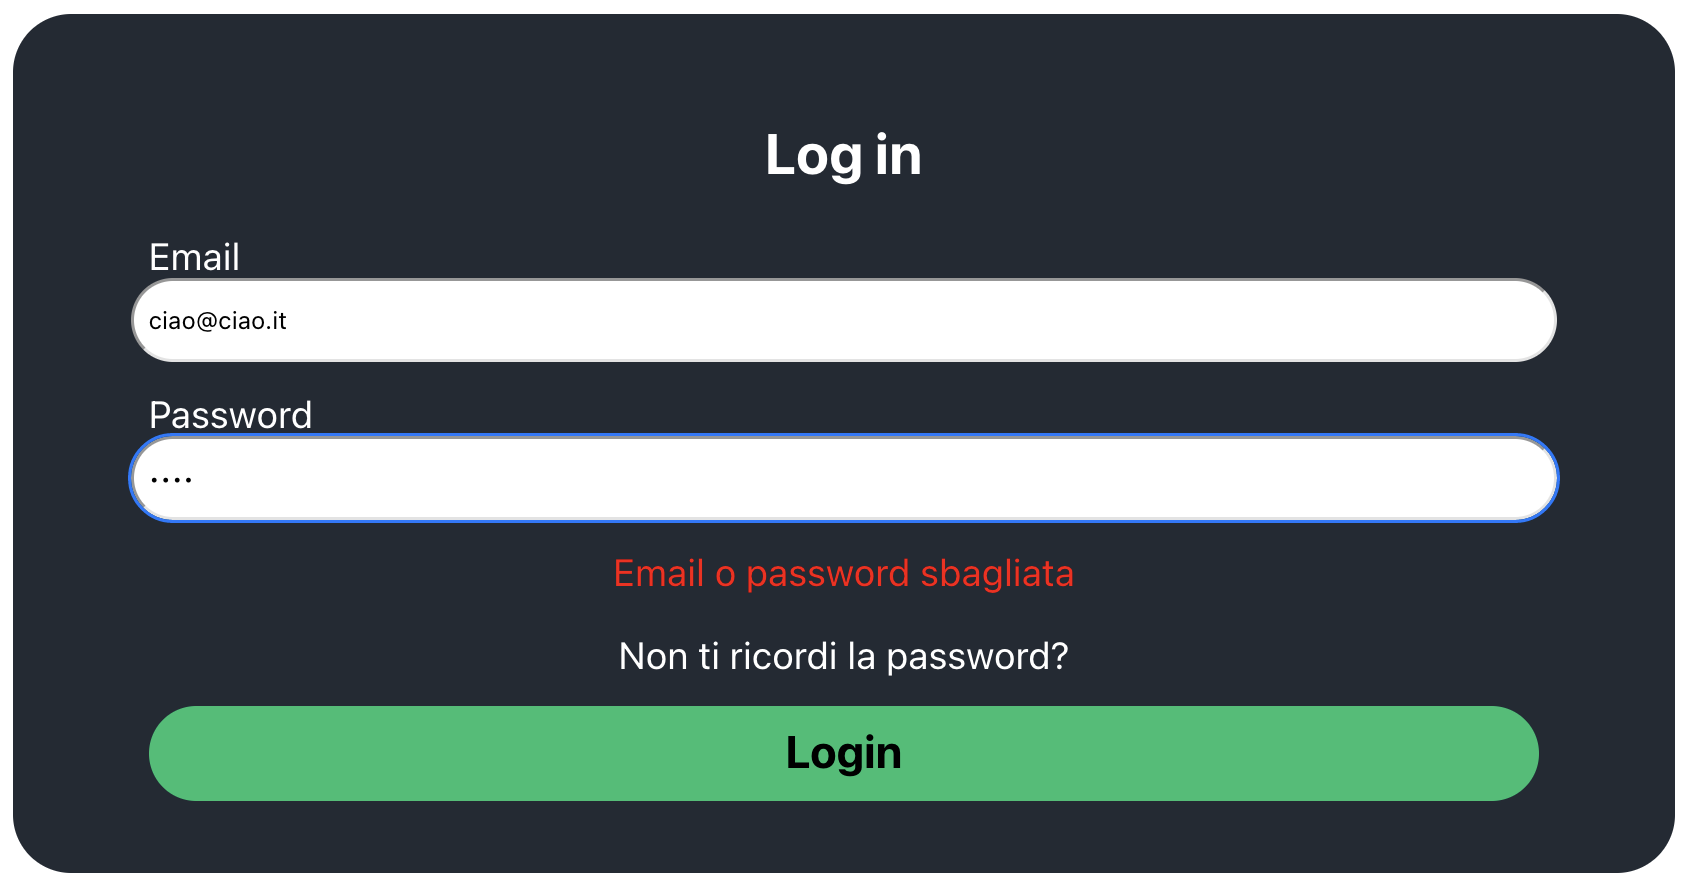 Log in
Email
ciao@ciao.it
Password
····
Email o password sbagliata
Non ti ricordi la password?
Login